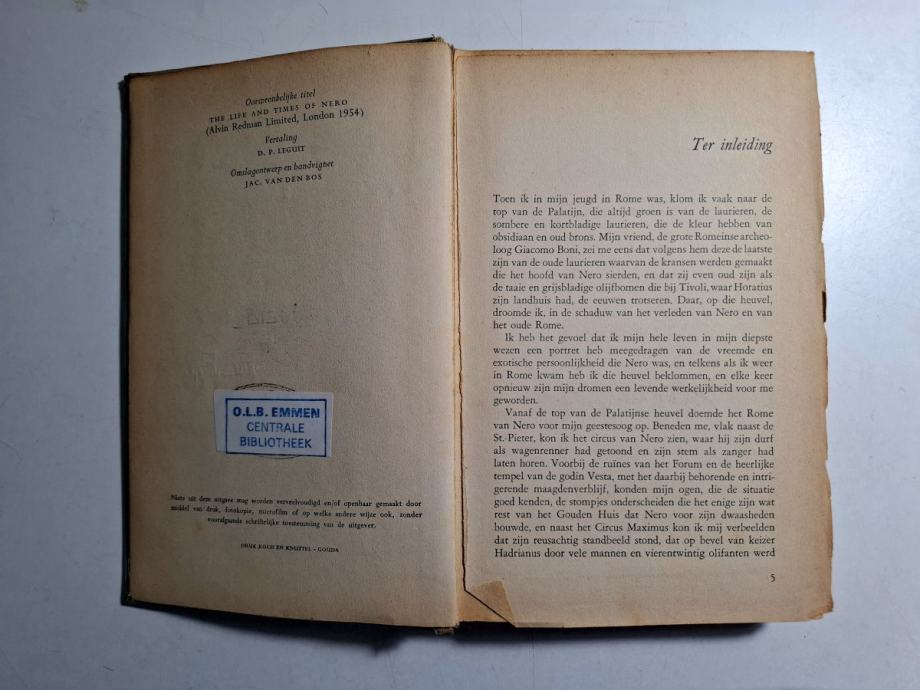 Oorspronkelijke titel
THE LIFE AND TIMES OF NERO
(Alvin Redman Limited, London 1954)
Vertaling
D. P. LEGUIT
Omslagontwerp en bandvignet
JAC. VAN DEN BOS
O.L.B. EMMEN
CENTRALE
BIBLIOTHEEK
Niets uit deze uitgave mag worden verveelvoudigd en/of openbaar gemaakt door
middel van druk, fotokopie, microfilm of op welke andere wijze ook, zonder
voorafgaande schriftelijke toestemming van de uitgever.
DRUK KOCH EN KNUTTEL - GOUDA
Ter inleiding
Toen ik in mijn jeugd in Rome was, klom ik vaak naar de
top van de Palatijn, die altijd groen is van de laurieren, de
sombere en kortbladige laurieren, die de kleur hebben van
obsidiaan en oud brons. Mijn vriend, de grote Romeinse archeo-
loog Giacomo Boni, zei me eens dat volgens hem deze de laatste
zijn van de oude laurieren waarvan de kransen werden gemaakt
die het hoofd van Nero sierden, en dat zij even oud zijn als
de taaie en grijsbladige olijfbomen die bij Tivoli, waar Horatius
zijn landhuis had, de eeuwen trotseren. Daar, op die heuvel,
droomde ik, in de schaduw van het verleden van Nero en van
het oude Rome.
Ik heb het gevoel dat ik mijn hele leven in mijn diepste
wezen een portret heb meegedragen van de vreemde en
exotische persoonlijkheid die Nero was, en telkens als ik weer
in Rome kwam heb ik die heuvel beklommen, en elke keer
opnieuw zijn mijn dromen een levende werkelijkheid voor me
geworden.
Vanaf de top van de Palatijnse heuvel doemde het Rome
van Nero voor mijn geestesoog op. Beneden me, vlak naast de
St.-Pieter, kon ik het circus van Nero zien, waar hij zijn durf
als wagenrenner had getoond en zijn stem als zanger had
laten horen. Voorbij de ruïnes van het Forum en de heerlijke
tempel van de godin Vesta, met het daarbij behorende en intri-
gerende maagdenverblijf, konden mijn ogen, die de situatie
goed kenden, de stompjes onderscheiden die het enige zijn wat
rest van het Gouden Huis dat Nero voor zijn dwaasheden
bouwde, en naast het Circus Maximus kon ik mij verbeelden
dat zijn reusachtig standbeeld stond, dat op bevel van keizer
Hadrianus door vele mannen en vierentwintig olifanten werd
5